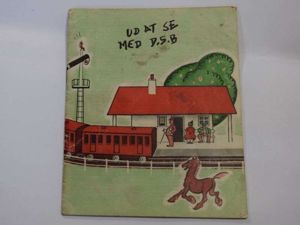 UD AT SE
MED D.S.B